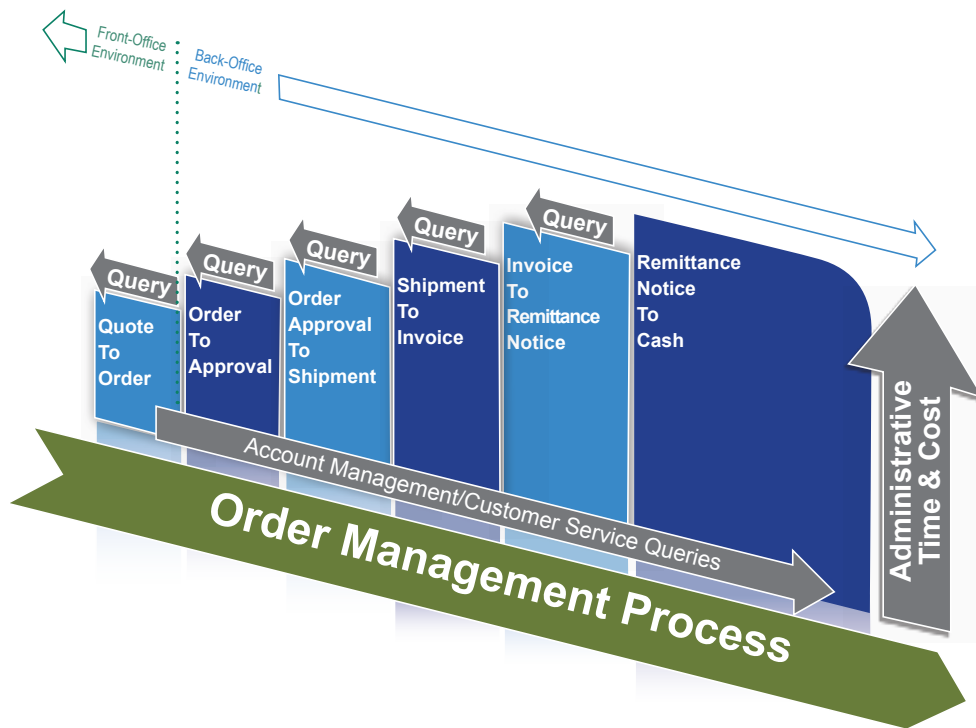 Front-Office
Environment
Back-Office
Environment
Query
Query
Query
Query
Query
Quote
To
Order
Order
To
Approval
Order
Approval
To
Shipment
Shipment
To
Invoice
Invoice
To
Remittance
Notice
Remittance
Notice
To
Cash
Administrative
Time & Cost
Account Management/Customer Service Queries
Order Management Process